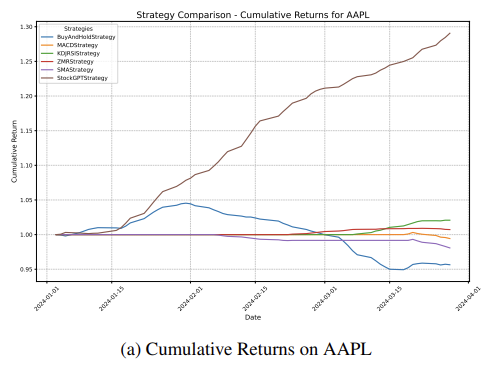 Strategy Comparison - Cumulative Returns for AAPL
Strategies
BuyAndHoldStrategy
MACDStrategy
KDJRSIStrategy
ZMRStrategy
SMAStrategy
StockGPTStrategy
Cumulative Return
1.30
1.25
1.20
1.15
1.10
1.05
1.00
0.95
2024-01-01
2024-01-15
2024-02-01
2024-02-15
2024-03-01
2024-03-15
2024-04-01
Date
(a) Cumulative Returns on AAPL